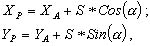 X_P = X_A + S * Cos(α);
Y_P = Y_A + S * Sin(α),